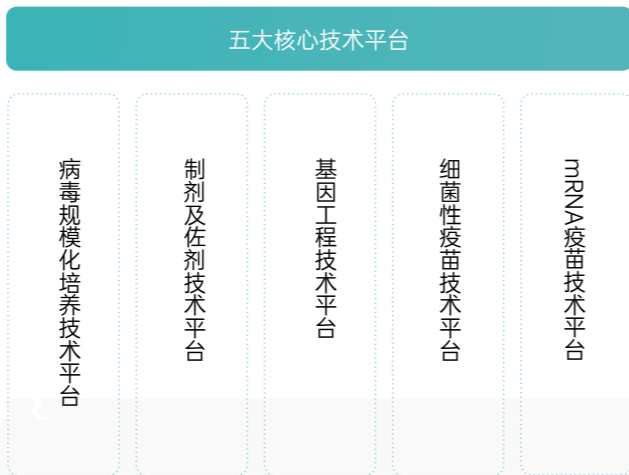 五大核心技术平台
病毒规模化培养技术平台
制剂及佐剂技术平台
基因工程技术平台
细菌性疫苗技术平台
mRNA疫苗技术平台